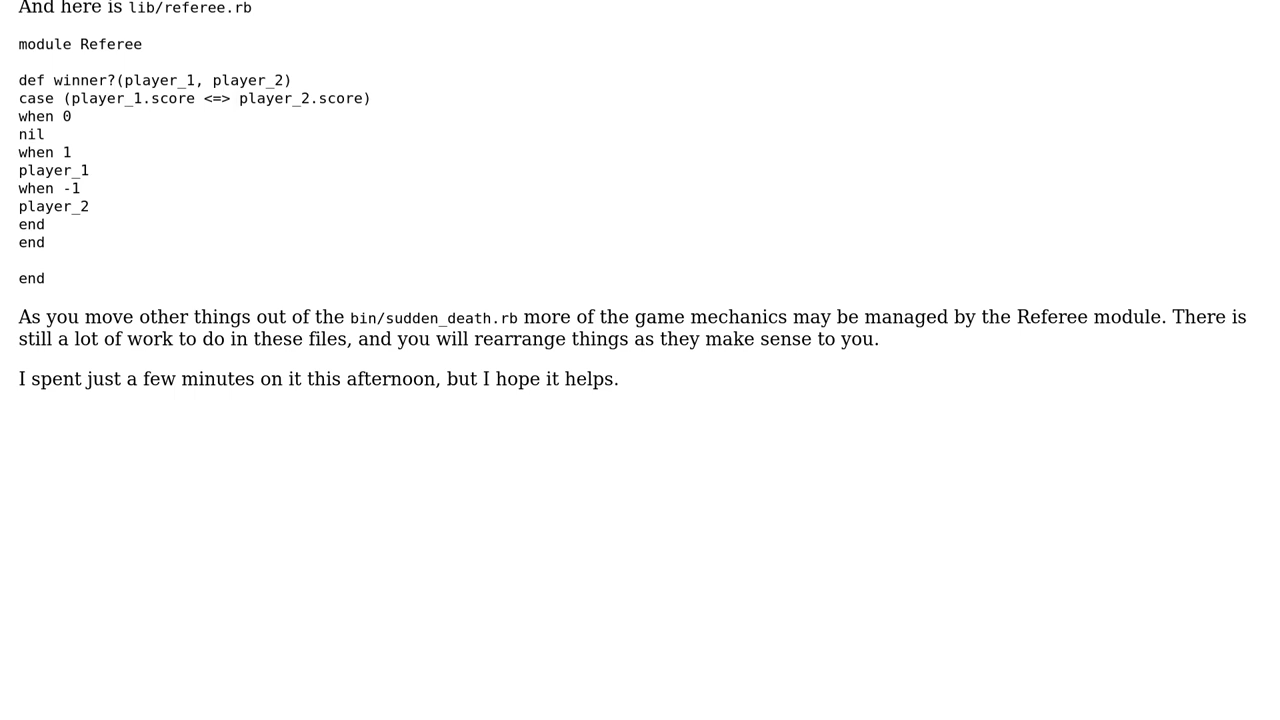 And here is lib/referee.rb
module Referee
def winner?(player_1, player_2)
case (player_1.score <=> player_2.score)
when 0
nil
when 1
player_1
when -1
player_2
end
end
end
As you move other things out of the bin/sudden_death.rb more of the game mechanics may be managed by the Referee module. There is
still a lot of work to do in these files, and you will rearrange things as they make sense to you.
I spent just a few minutes on it this afternoon, but I hope it helps.